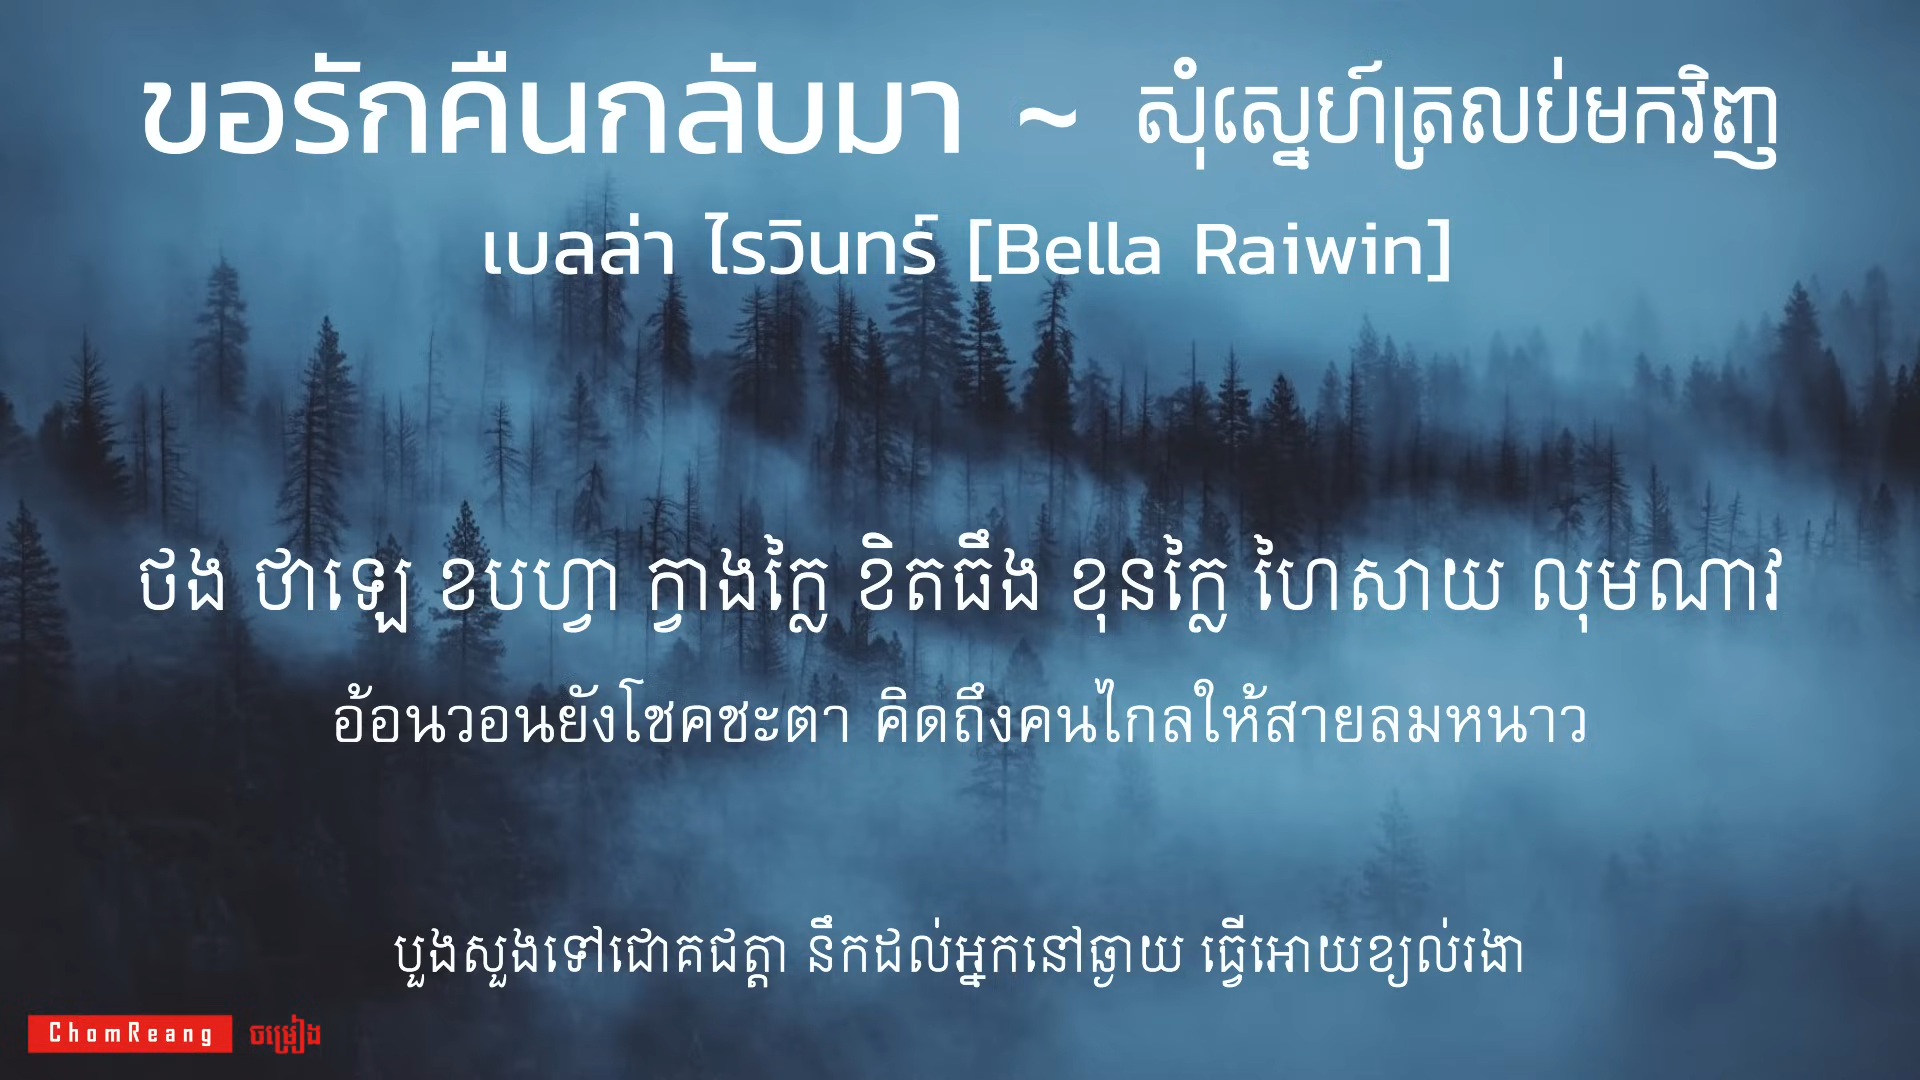 ขอรักคืนกลับมา ~ សុំស្នេហ៍ត្រលប់មកវិញ
เบลล่า ไรวินทร์ [Bella Raiwin]
ថង ថាឡេ ខបហ្វា ក្វាងក្លៃ ខិតធឹង ខុនក្លៃ ហៃសាយ លុមណាវ
อ้อนวอนยังโชคชะตา คิดถึงคนไกลให้สายลมหนาว
បួងសួងទៅជោគជត្តា នឹកដល់អ្នកនៅឆ្ងាយ ធ្វើអោយខ្យល់រងា
ChomReang ចម្រៀង